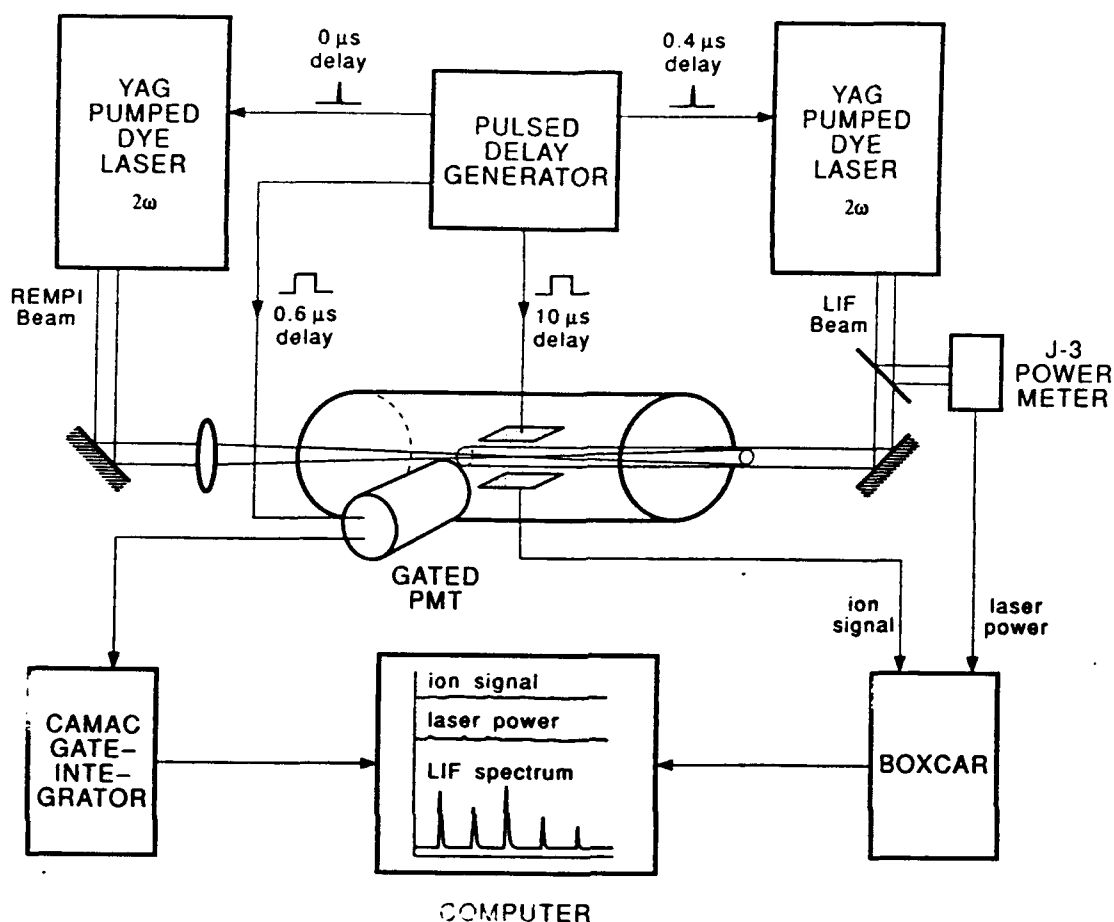 0 μs
delay
0.4 μs
delay
YAG
PUMPED
DYE
LASER
2ω
PULSED
DELAY
GENERATOR
YAG
PUMPED
DYE
LASER
2ω
REMPI
Beam
0.6 μs
delay
10 μs
delay
LIF
Beam
J-3
POWER
METER
GATED
PMT
ion
signal
laser
power
CAMAC
GATE–
INTE–
GRATOR
ion signal
laser power
LIF spectrum
BOXCAR
COMPUTER